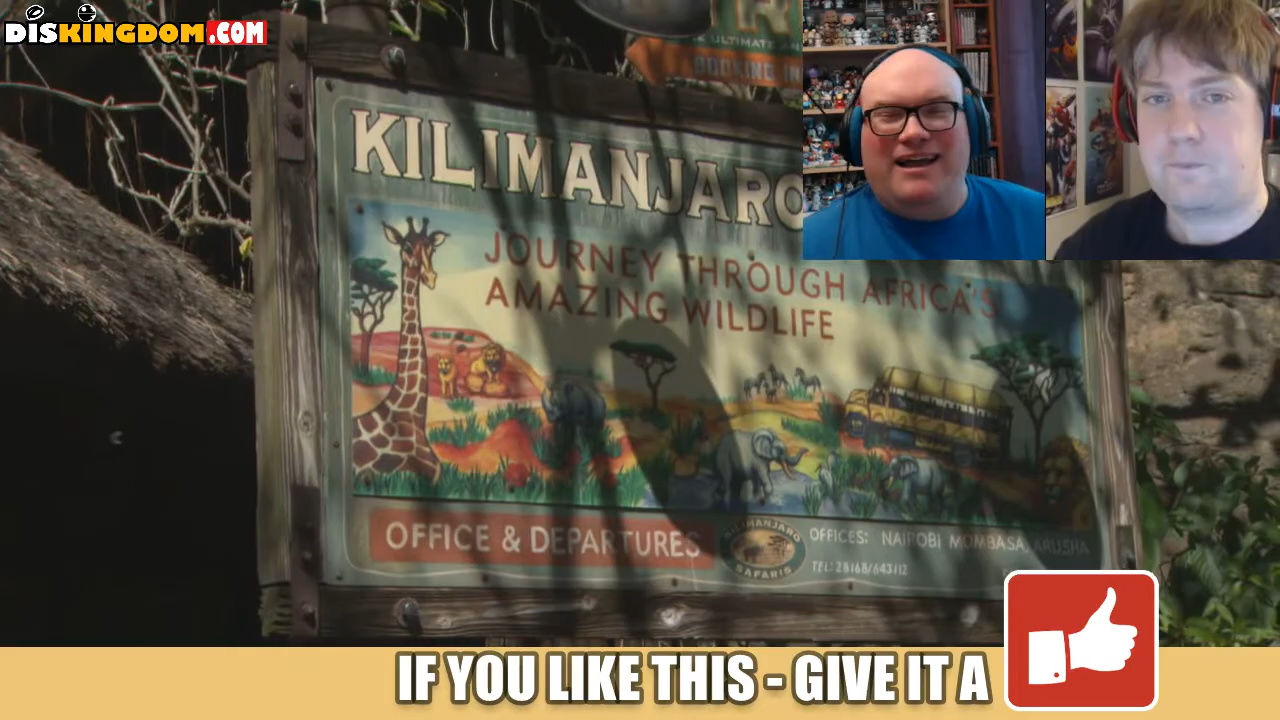 DISKINGDOM.COM
KILIMANJARO
JOURNEY THROUGH AFRICA'S
AMAZING WILDLIFE
OFFICE & DEPARTURES
KILIMANJARO
SAFARIS
OFFICES: NAIROBI MOMBASA, ARUSHA
TEL: 28168/643112
IF YOU LIKE THIS - GIVE IT A